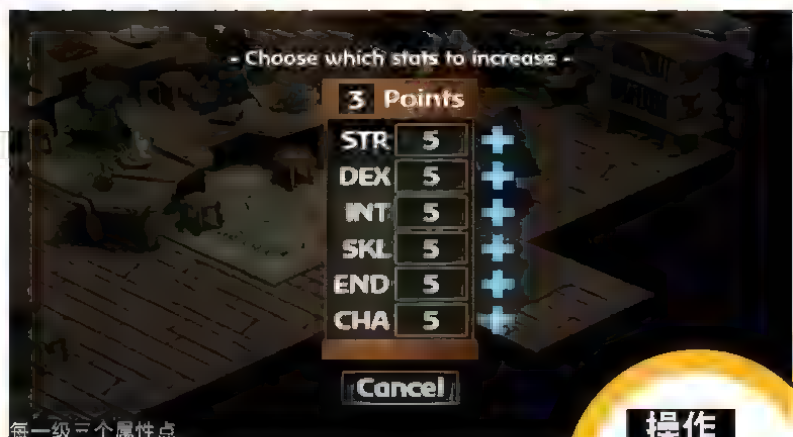 - Choose which stats to increase -
3 Points
STR 5
DEX 5
INT 5
SKL 5
END 5
CHA 5
Cancel
每一级三个属性点
操作